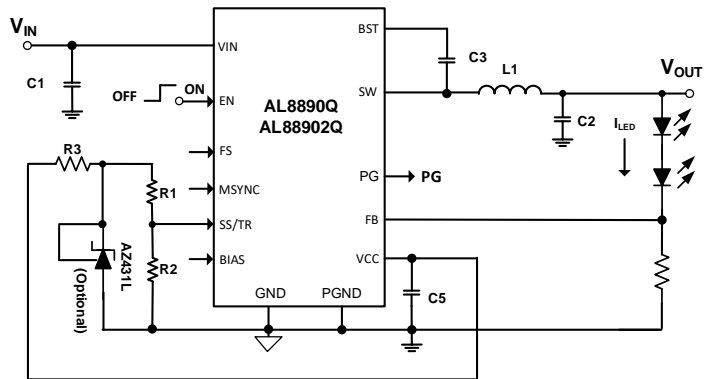 VIN
C1
OFF
ON
R3
R1
R2
AZ431L
(Optional)
VIN
EN
FS
MSYNC
SS/TR
BIAS
AL8890Q
AL88902Q
GND
PGND
BST
SW
PG
FB
VCC
C3
L1
VOUT
C2
ILED
PG
C5